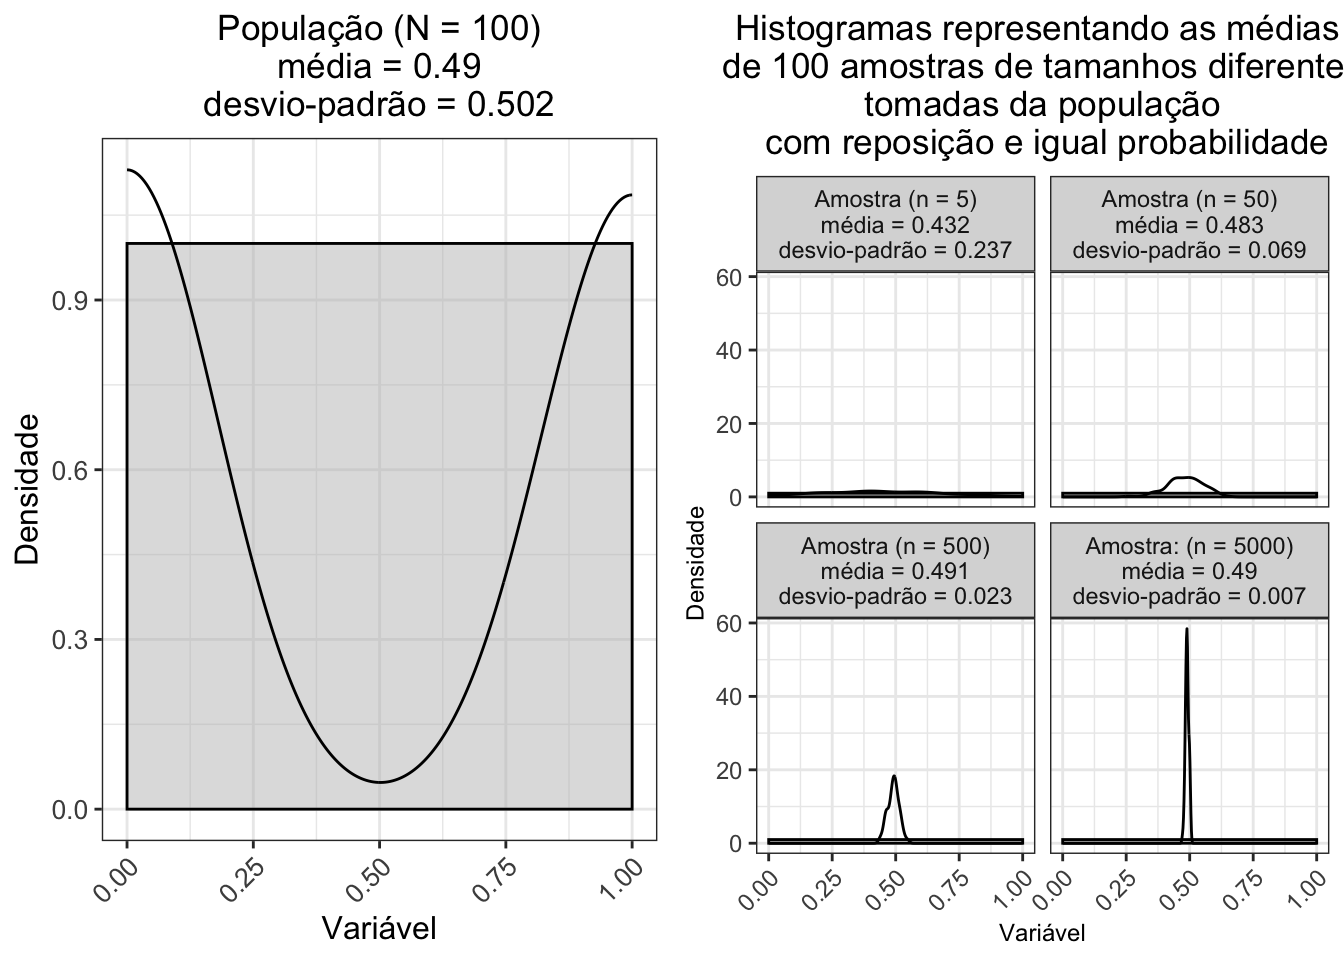 População (N = 100)
média = 0.49
desvio-padrão = 0.502
Densidade
0.9
0.6
0.3
0.0
0.00
0.25
0.50
0.75
1.00
Variável
Histogramas representando as médias
de 100 amostras de tamanhos diferente
tomadas da população
com reposição e igual probabilidade
Amostra (n = 5)
média = 0.432
desvio-padrão = 0.237
Amostra (n = 50)
média = 0.483
desvio-padrão = 0.069
60
40
20
0
Densidade
Amostra (n = 500)
média = 0.491
desvio-padrão = 0.023
Amostra: (n = 5000)
média = 0.49
desvio-padrão = 0.007
60
40
20
0
0.00
0.25
0.50
0.75
1.00
0.00
0.25
0.50
0.75
1.00
Variável